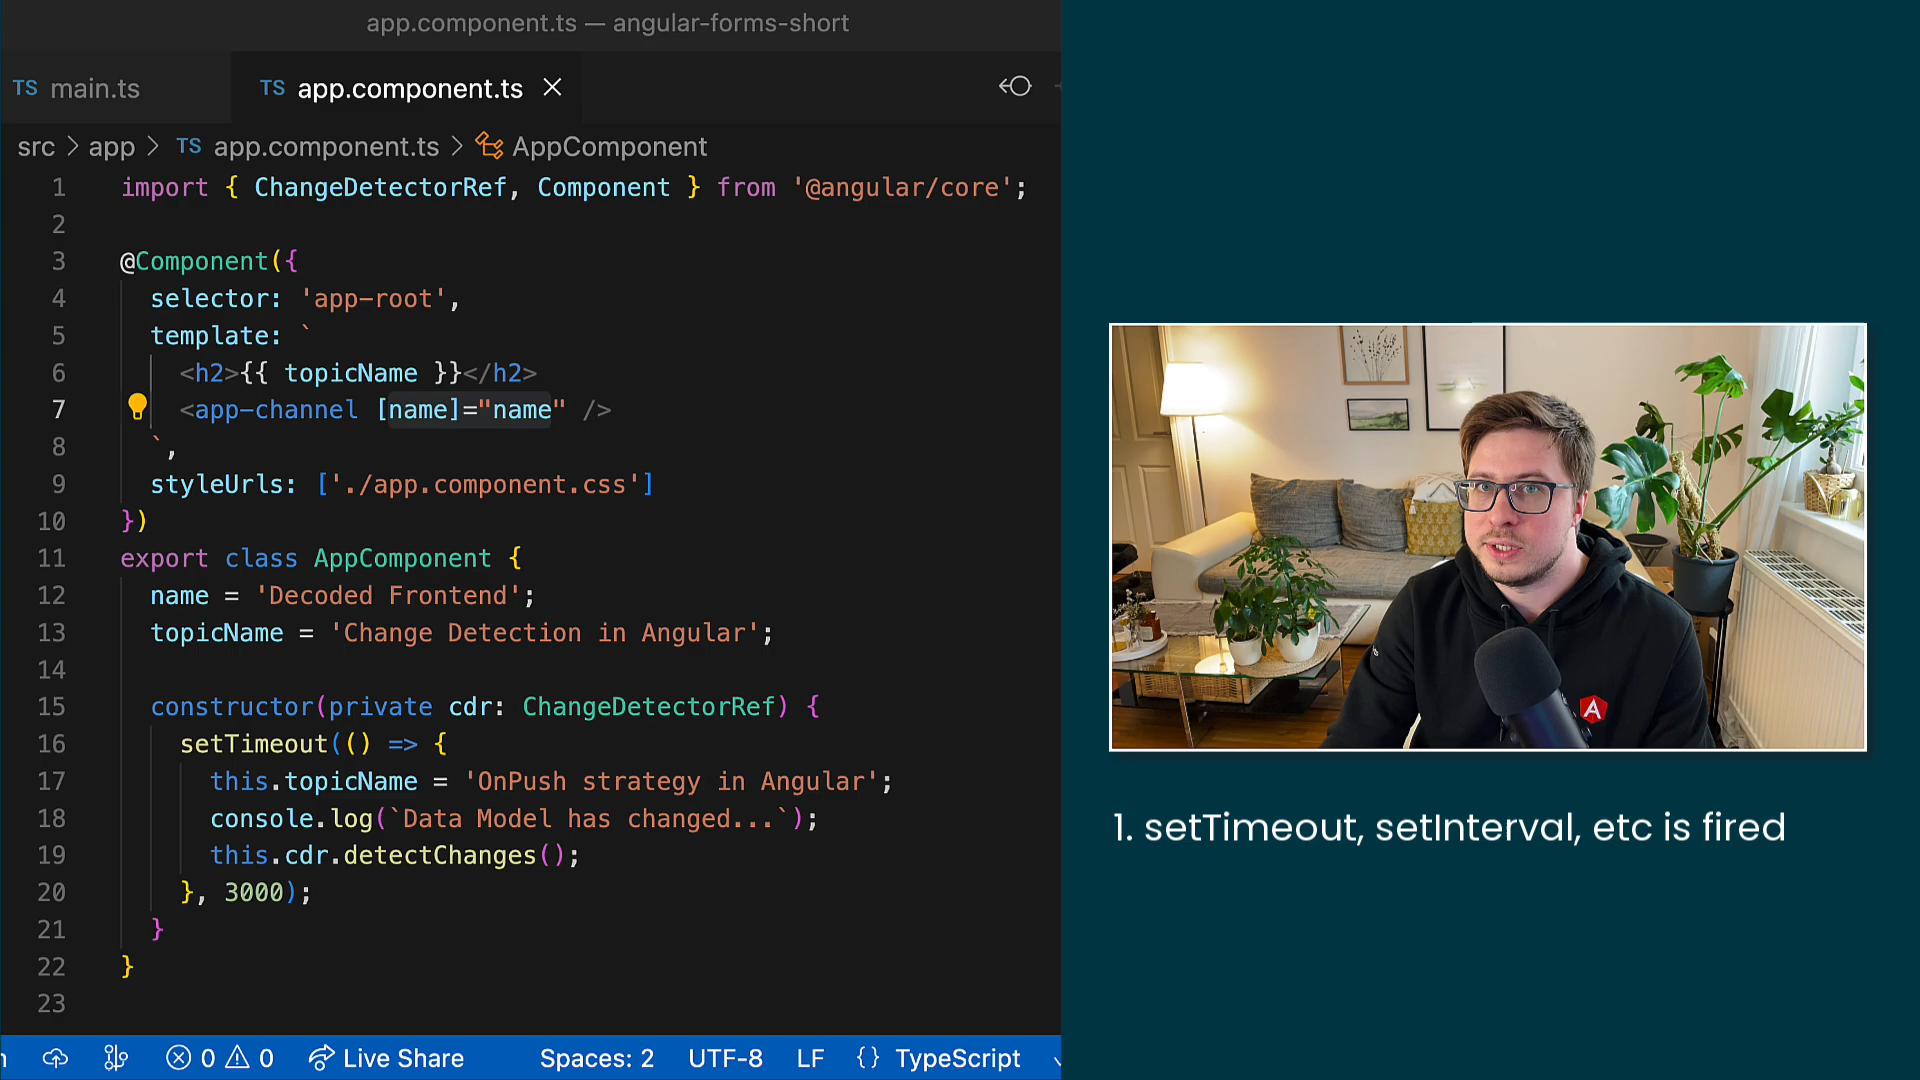 app.component.ts — angular-forms-short
TS main.ts
TS app.component.ts ×
src > app > TS app.component.ts > AppComponent
1 import { ChangeDetectorRef, Component } from '@angular/core';
2
3 @Component({
4 selector: 'app-root',
5 template: `
6 <h2>{{ topicName }}</h2>
7 <app-channel [name]="name" />
8 `,
9 styleUrls: ['./app.component.css']
10 })
11 export class AppComponent {
12 name = 'Decoded Frontend';
13 topicName = 'Change Detection in Angular';
14
15 constructor(private cdr: ChangeDetectorRef) {
16 setTimeout(() => {
17 this.topicName = 'OnPush strategy in Angular';
18 console.log(`Data Model has changed...`);
19 this.cdr.detectChanges();
20 }, 3000);
21 }
22 }
23
0 0 Live Share Spaces: 2 UTF-8 LF {} TypeScript
A
1. setTimeout, setInterval, etc is fired